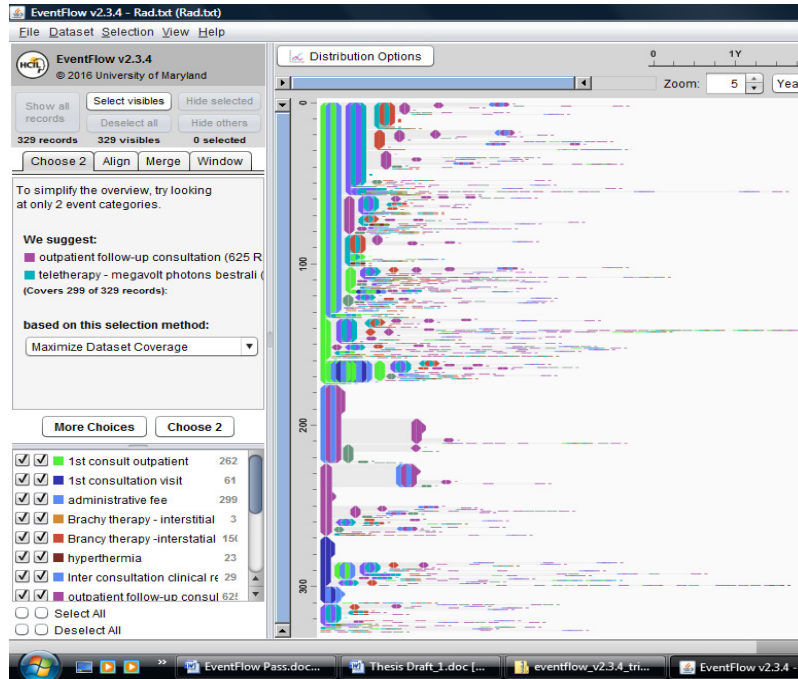 EventFlow v2.3.4 - Rad.txt (Rad.txt)
File Dataset Selection View Help
HCIL
EventFlow v2.3.4
© 2016 University of Maryland
Show all records
Select visibles
Hide selected
Deselect all
Hide others
329 records 329 visibles 0 selected
Choose 2 Align Merge Window
To simplify the overview, try looking
at only 2 event categories.
We suggest:
outpatient follow-up consultation (625 R
teletherapy - megavolt photons bestrali (
(Covers 299 of 329 records):
based on this selection method:
Maximize Dataset Coverage
More Choices Choose 2
1st consult outpatient 262
1st consultation visit 61
administrative fee 299
Brachy therapy - interstitial 3
Brancy therapy -interstatial 150
hyperthermia 23
Inter consultation clinical re 29
outpatient follow-up consul 625
Select All
Deselect All
Distribution Options
0 1Y
Zoom: 5 Yea
0
100
200
300
» EventFlow Pass.doc... Thesis Draft_1.doc [... eventflow_v2.3.4_tri... EventFlow v2.3.4 -